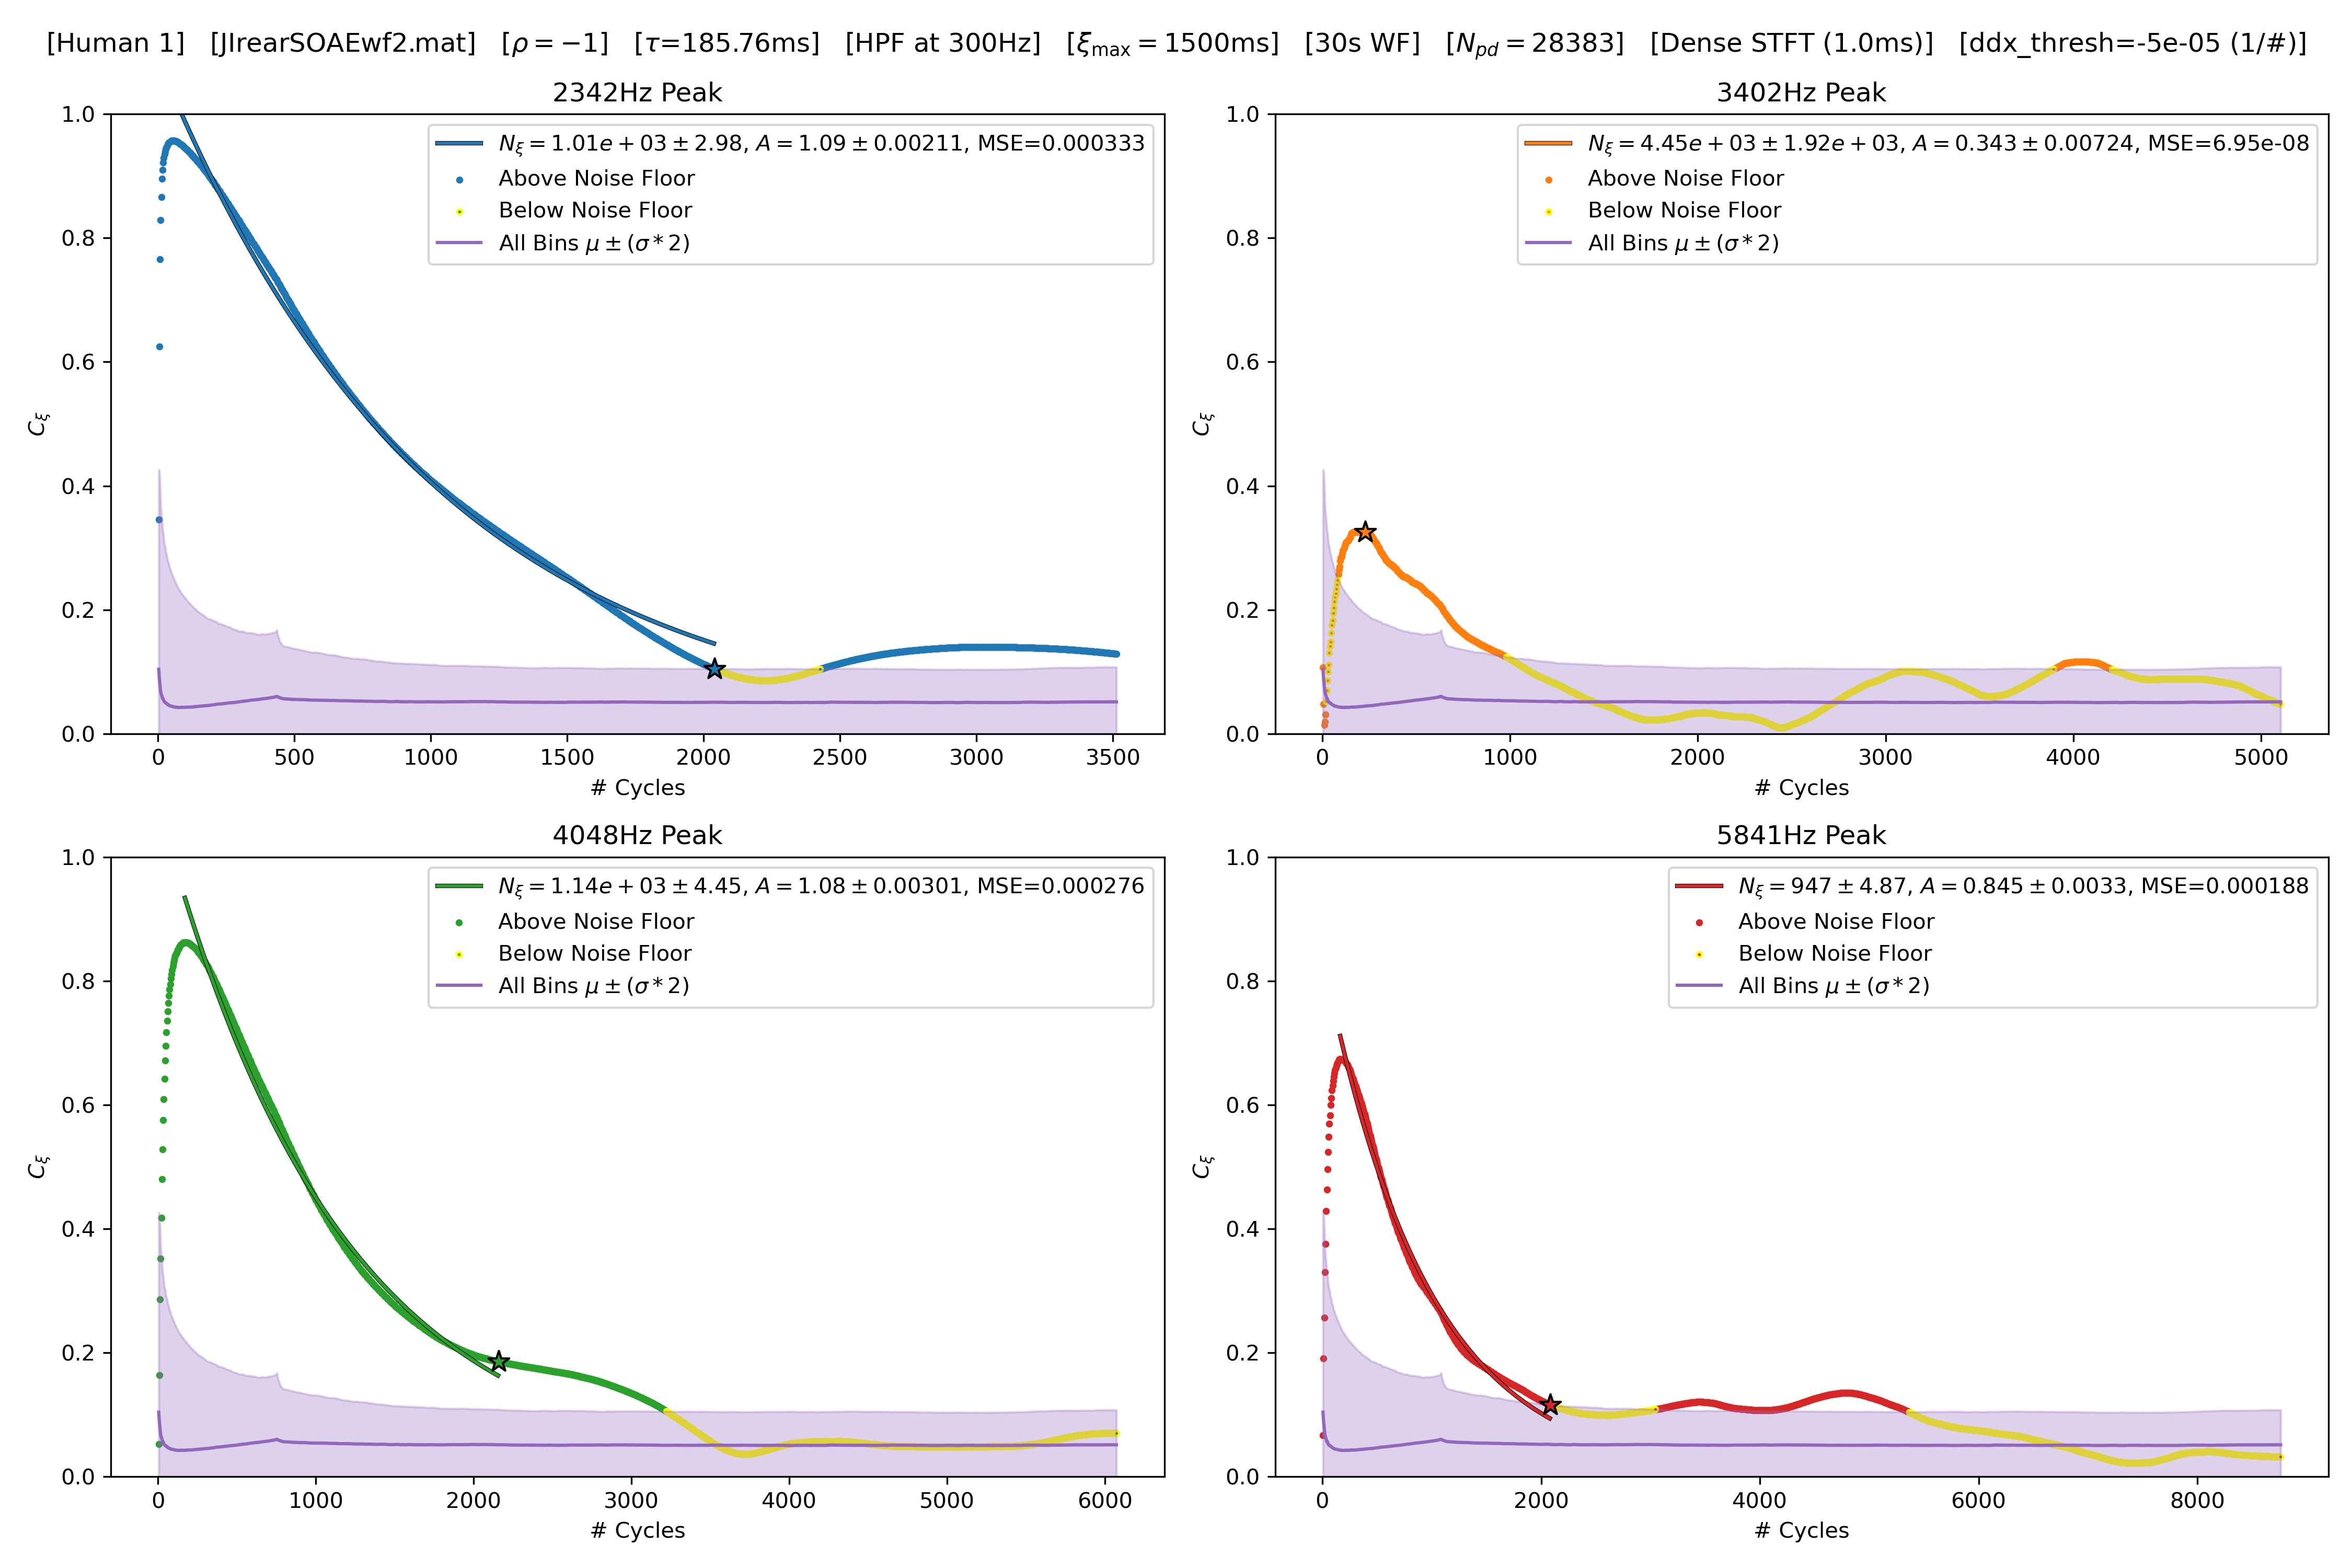 [Human 1] [JIrearSOAEwf2.mat] [ρ = −1] [τ=185.76ms] [HPF at 300Hz] [ξmax = 1500ms] [30s WF] [Npd = 28383] [Dense STFT (1.0ms)] [ddx_thresh=-5e-05 (1/#)]
2342Hz Peak
Nξ = 1.01e + 03 ± 2.98, A = 1.09 ± 0.00211, MSE=0.000333
Above Noise Floor
Below Noise Floor
All Bins μ ± (σ * 2)
1.0
0.8
0.6
0.4
0.2
0.0
Cξ
0 500 1000 1500 2000 2500 3000 3500
# Cycles
3402Hz Peak
Nξ = 4.45e + 03 ± 1.92e + 03, A = 0.343 ± 0.00724, MSE=6.95e-08
Above Noise Floor
Below Noise Floor
All Bins μ ± (σ * 2)
1.0
0.8
0.6
0.4
0.2
0.0
Cξ
0 1000 2000 3000 4000 5000
# Cycles
4048Hz Peak
Nξ = 1.14e + 03 ± 4.45, A = 1.08 ± 0.00301, MSE=0.000276
Above Noise Floor
Below Noise Floor
All Bins μ ± (σ * 2)
1.0
0.8
0.6
0.4
0.2
0.0
Cξ
0 1000 2000 3000 4000 5000 6000
# Cycles
5841Hz Peak
Nξ = 947 ± 4.87, A = 0.845 ± 0.0033, MSE=0.000188
Above Noise Floor
Below Noise Floor
All Bins μ ± (σ * 2)
1.0
0.8
0.6
0.4
0.2
0.0
Cξ
0 2000 4000 6000 8000
# Cycles